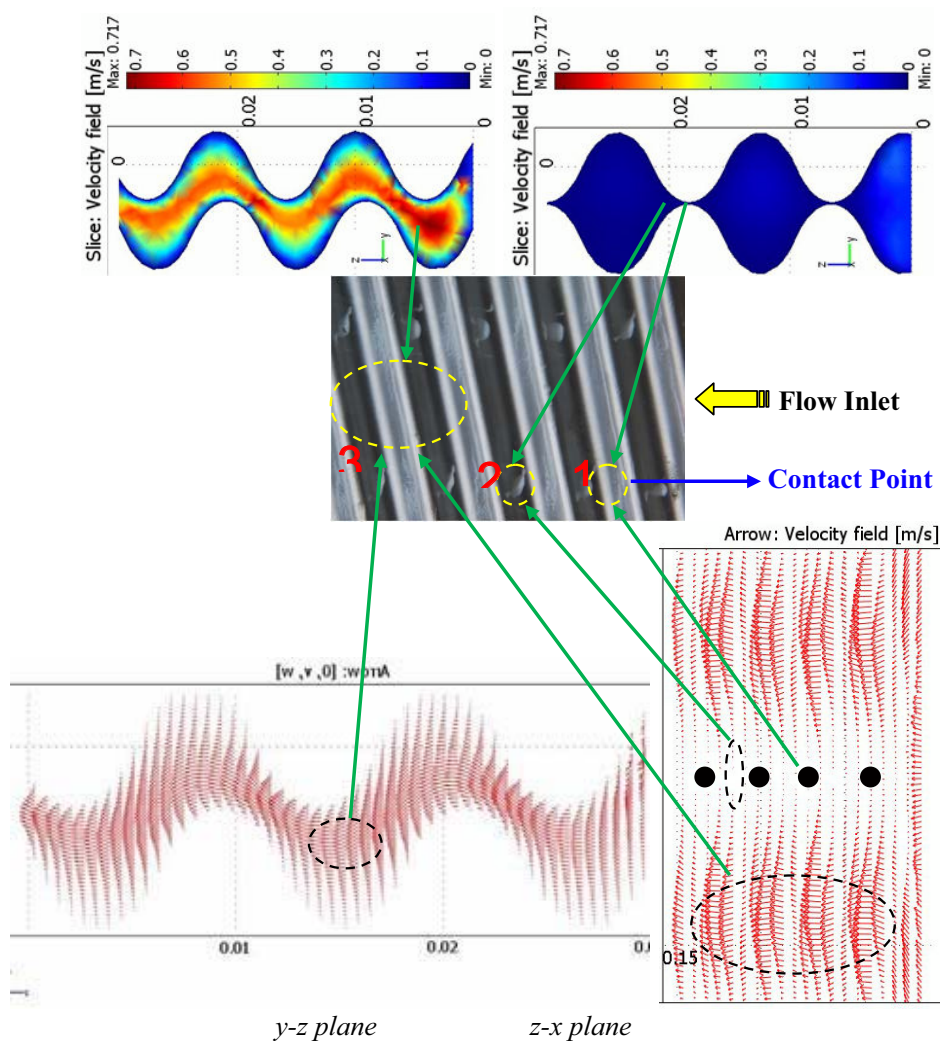 Slice: Velocity field [m/s]
Max: 0.717
0.7
0.6
0.5
0.4
0.3
0.2
0.1
0
Min: 0
0.02
0.01
0
0
z
y
x
Slice: Velocity field [m/s]
Max: 0.717
0.7
0.6
0.5
0.4
0.3
0.2
0.1
0
Min: 0
0.02
0.01
0
0
z
y
x
Flow Inlet
3
2
1
Contact Point
Arrow: Velocity field [m/s]
Arrow: [0, v, w]
0.01
0.02
0.15
y-z plane
z-x plane